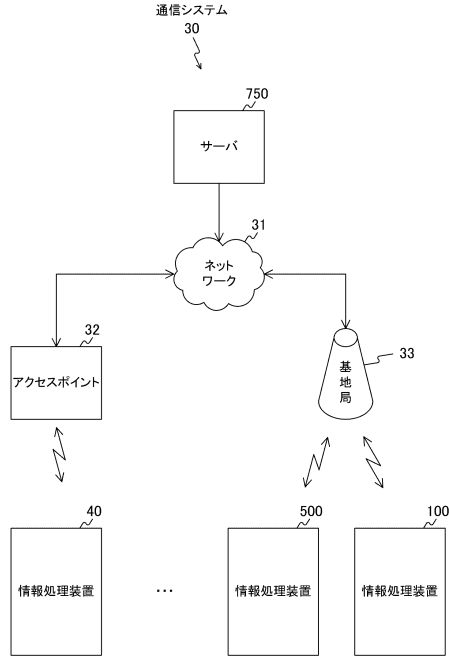 通信システム
30
750
サーバ
31
ネット
ワーク
32
アクセスポイント
33
基
地
局
40
情報処理装置
…
500
情報処理装置
100
情報処理装置